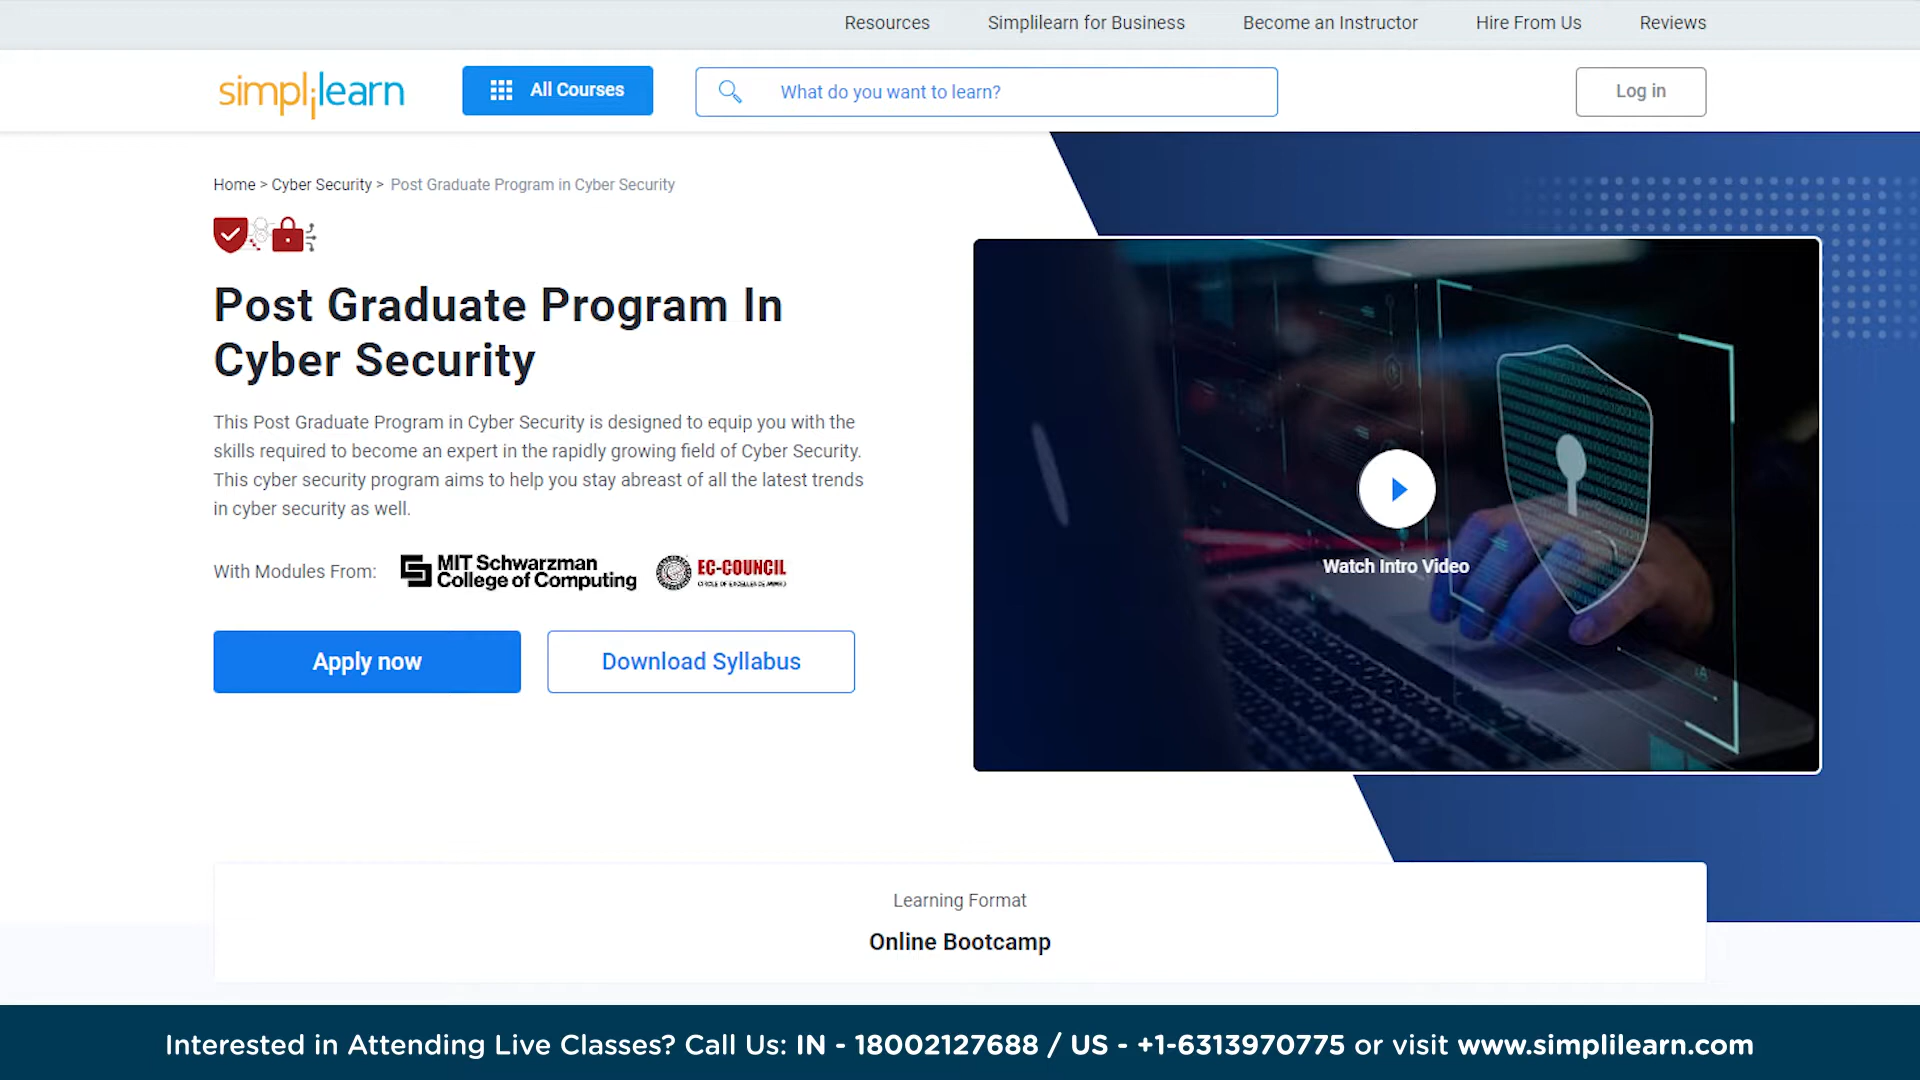 Resources Simplilearn for Business Become an Instructor Hire From Us Reviews
simplilearn All Courses What do you want to learn? Log in
Home > Cyber Security > Post Graduate Program in Cyber Security
Post Graduate Program In
Cyber Security
This Post Graduate Program in Cyber Security is designed to equip you with the
skills required to become an expert in the rapidly growing field of Cyber Security.
This cyber security program aims to help you stay abreast of all the latest trends
in cyber security as well.
With Modules From: MIT Schwarzman
College of Computing
EC-COUNCIL
Apply now Download Syllabus
Watch Intro Video
Learning Format
Online Bootcamp
Interested in Attending Live Classes? Call Us: IN - 18002127688 / US - +1-6313970775 or visit www.simplilearn.com